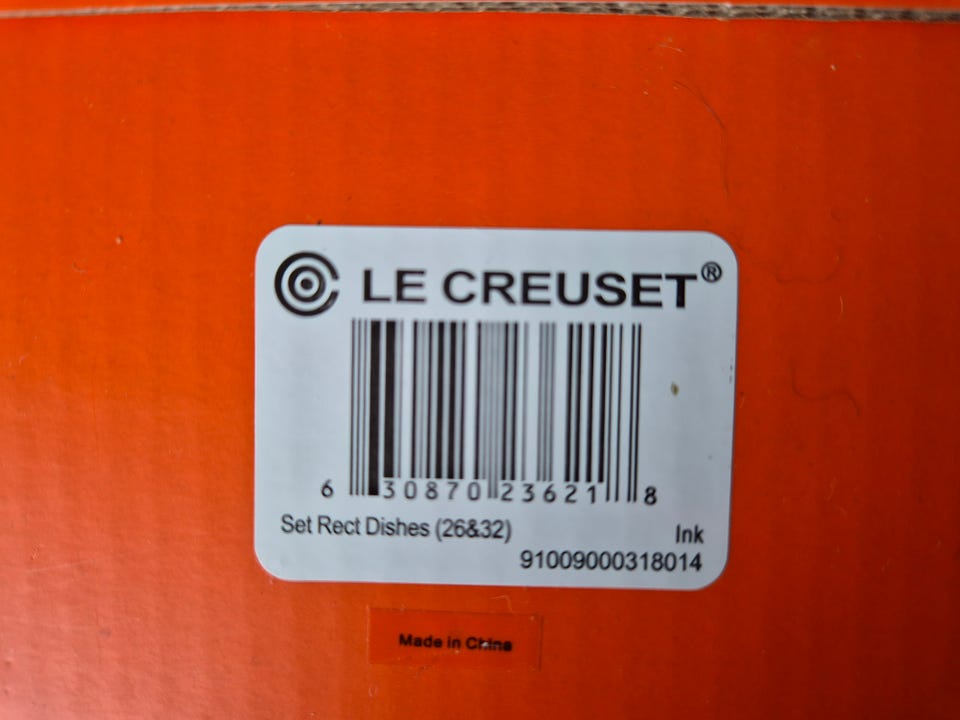 LE CREUSET®
6 30870 23621 8
Set Rect Dishes (26&32)
Ink
91009000318014
Made in China